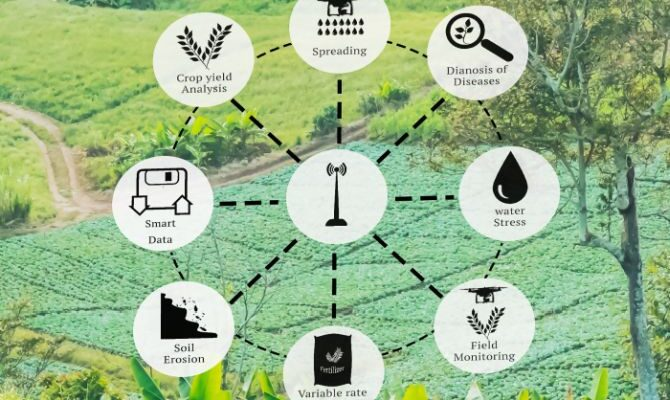 Spreading
Crop yield
Analysis
Dianosis of
Diseases
Smart
Data
water
Stress
Soil
Erosion
Field
Monitoring
Fertilizer
Variable rate